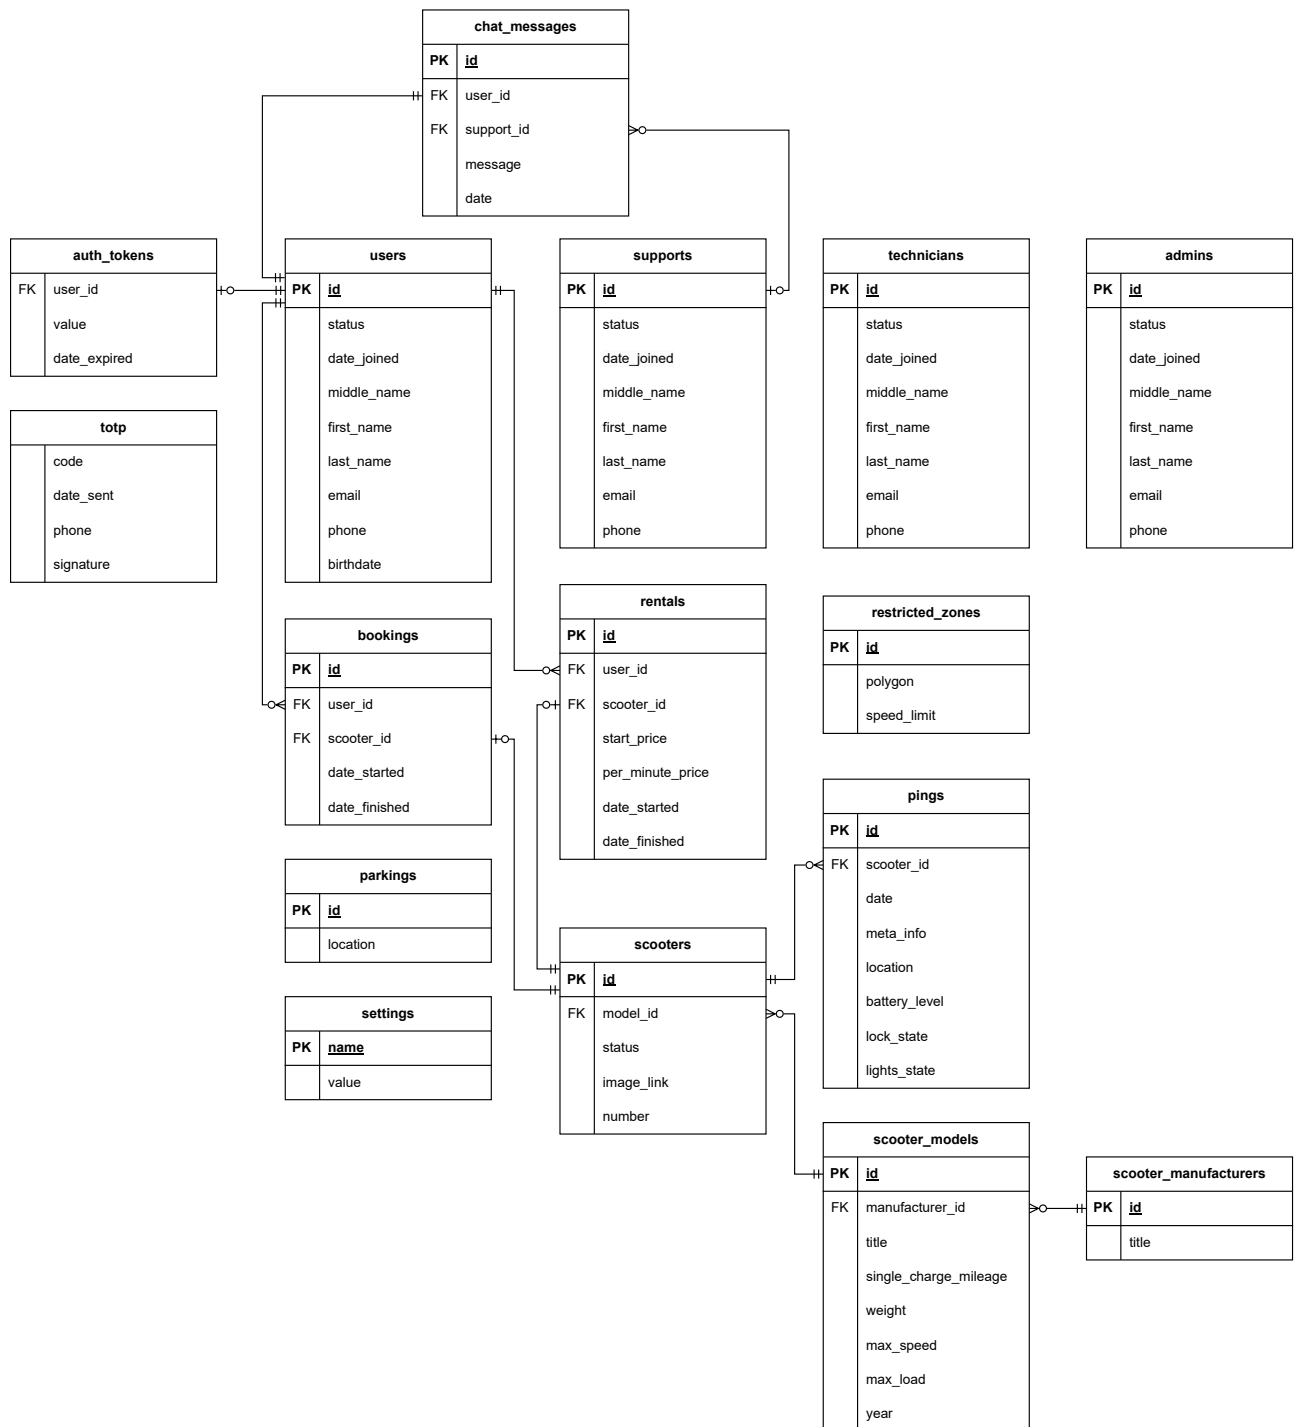 chat_messages
PK id
FK user_id
FK support_id
message
date
auth_tokens
FK user_id
value
date_expired
users
PK id
status
date_joined
middle_name
first_name
last_name
email
phone
birthdate
supports
PK id
status
date_joined
middle_name
first_name
last_name
email
phone
technicians
PK id
status
date_joined
middle_name
first_name
last_name
email
phone
admins
PK id
status
date_joined
middle_name
first_name
last_name
email
phone
totp
code
date_sent
phone
signature
bookings
PK id
FK user_id
FK scooter_id
date_started
date_finished
rentals
PK id
FK user_id
FK scooter_id
start_price
per_minute_price
date_started
date_finished
restricted_zones
PK id
polygon
speed_limit
pings
PK id
FK scooter_id
date
meta_info
location
battery_level
lock_state
lights_state
parkings
PK id
location
scooters
PK id
FK model_id
status
image_link
number
settings
PK name
value
scooter_models
PK id
FK manufacturer_id
title
single_charge_mileage
weight
max_speed
max_load
year
scooter_manufacturers
PK id
title